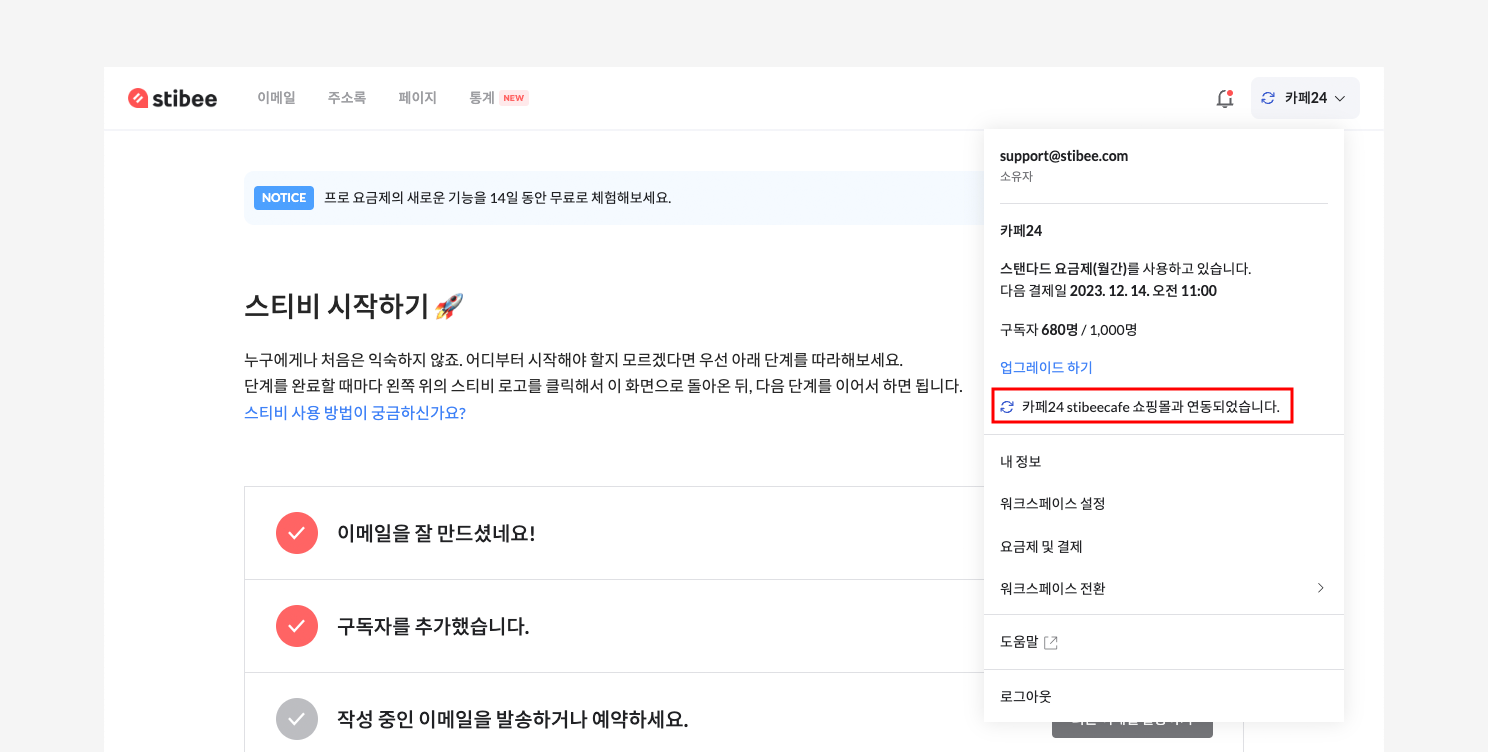 stibee
이메일
주소록
페이지
통계 NEW
카페24
support@stibee.com
소유자
카페24
스탠다드 요금제(월간)를 사용하고 있습니다.
다음 결제일 2023. 12. 14. 오전 11:00
구독자 680명 / 1,000명
업그레이드 하기
카페24 stibeecafe 쇼핑몰과 연동되었습니다.
내 정보
워크스페이스 설정
요금제 및 결제
워크스페이스 전환
도움말
로그아웃
NOTICE 프로 요금제의 새로운 기능을 14일 동안 무료로 체험해보세요.
스티비 시작하기
누구에게나 처음은 익숙하지 않죠. 어디부터 시작해야 할지 모르겠다면 우선 아래 단계를 따라해보세요.
단계를 완료할 때마다 왼쪽 위의 스티비 로고를 클릭해서 이 화면으로 돌아온 뒤, 다음 단계를 이어서 하면 됩니다.
스티비 사용 방법이 궁금하신가요?
이메일을 잘 만드셨네요!
구독자를 추가했습니다.
작성 중인 이메일을 발송하거나 예약하세요.